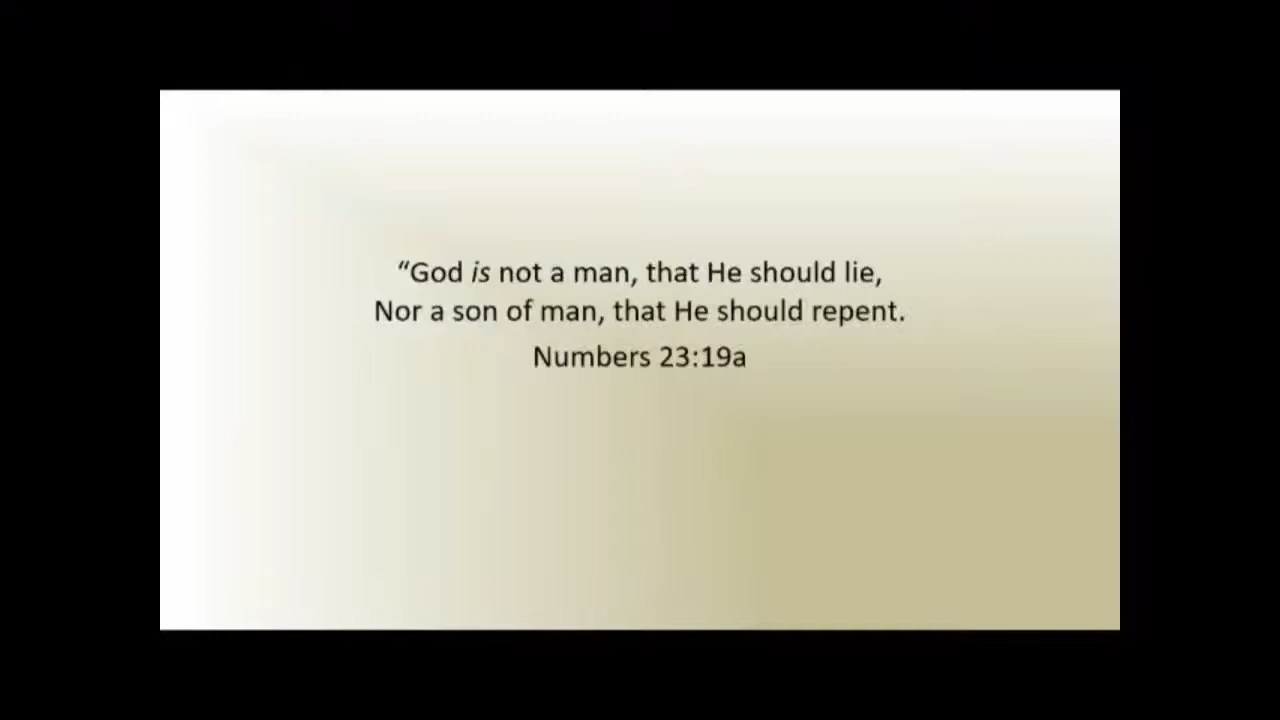 “God is not a man, that He should lie,
Nor a son of man, that He should repent.
Numbers 23:19a